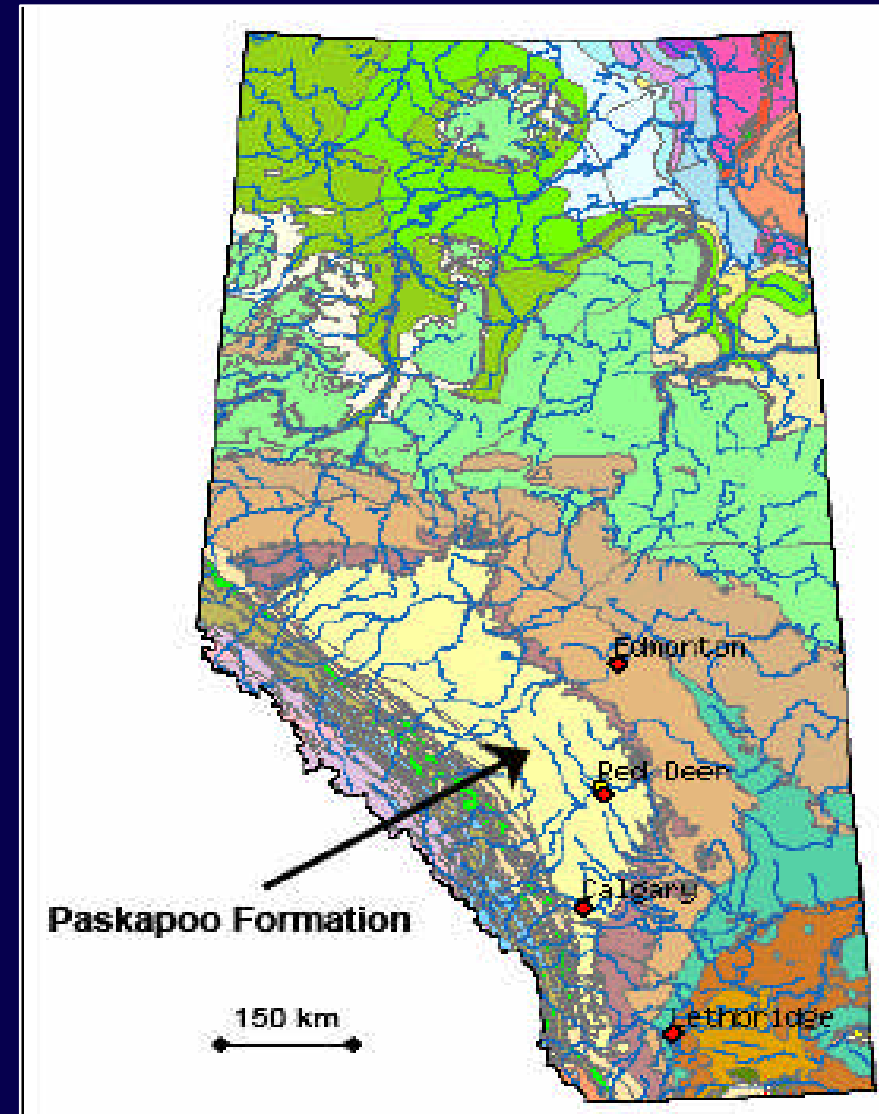 Edmonton
Red Deer
Calgary
Paskapoo Formation
150 km
Lethbridge